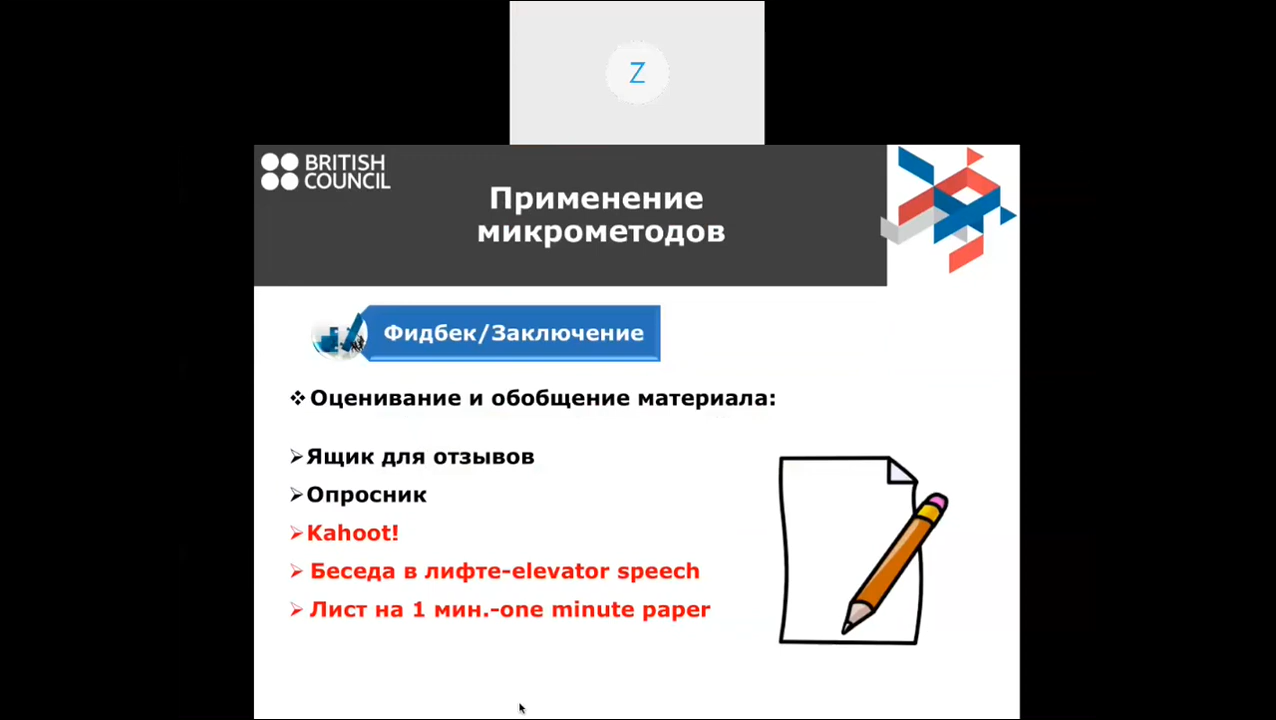 Z
BRITISH
COUNCIL
Применение
микрометодов
Фидбек/Заключение
Оценивание и обобщение материала:
Ящик для отзывов
Опросник
Kahoot!
Беседа в лифте-elevator speech
Лист на 1 мин.-one minute paper